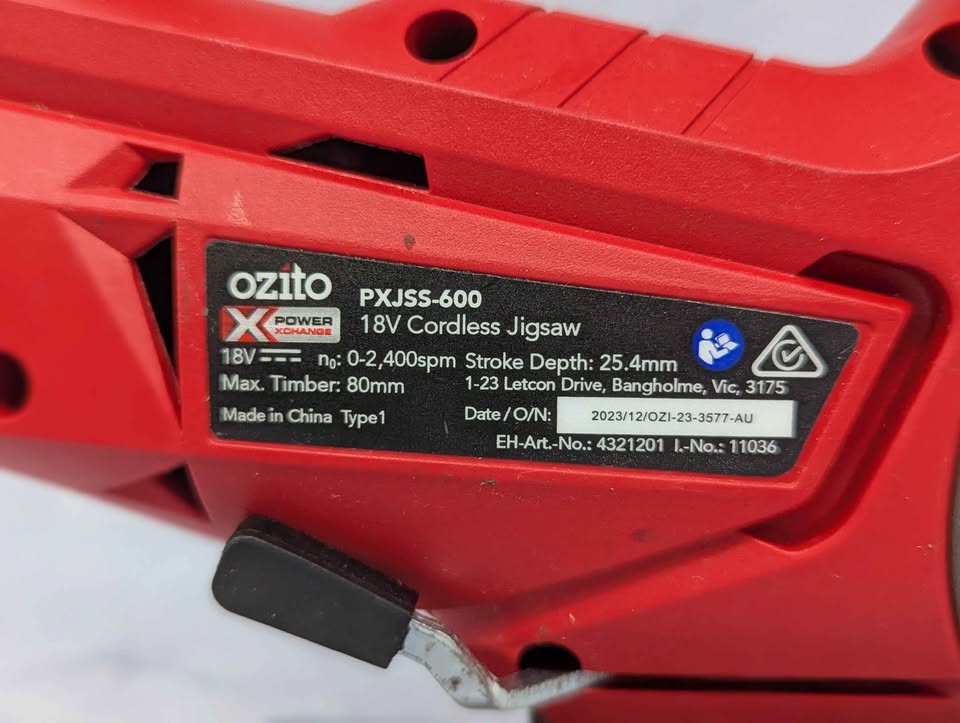 ozito
PXJSS-600
X POWER
XCHANGE
18V Cordless Jigsaw
18V ⎓ n₀: 0-2,400spm Stroke Depth: 25.4mm
Max. Timber: 80mm
1-23 Letcon Drive, Bangholme, Vic, 3175
Made in China Type1
Date / O/N: 2023/12/OZI-23-3577-AU
EH-Art.-No.: 4321201 I.-No.: 11036